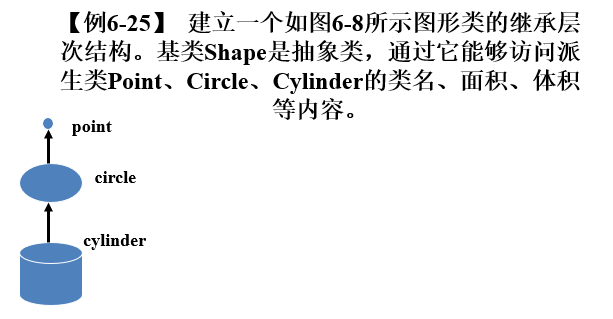 【例6-25】 建立一个如图6-8所示图形类的继承层
次结构。基类Shape是抽象类，通过它能够访问派
生类Point、Circle、Cylinder的类名、面积、体积
等内容。
point
circle
cylinder